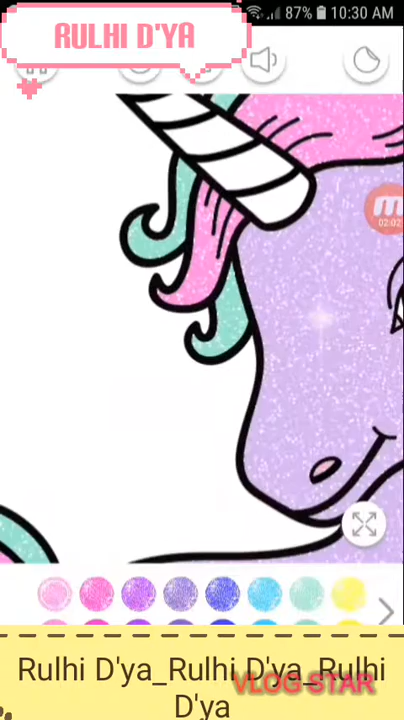 87% 10:30 AM
RULHI D'YA
02:02
Rulhi D'ya_Rulhi D'ya_Rulhi
D'ya
VLOG STAR